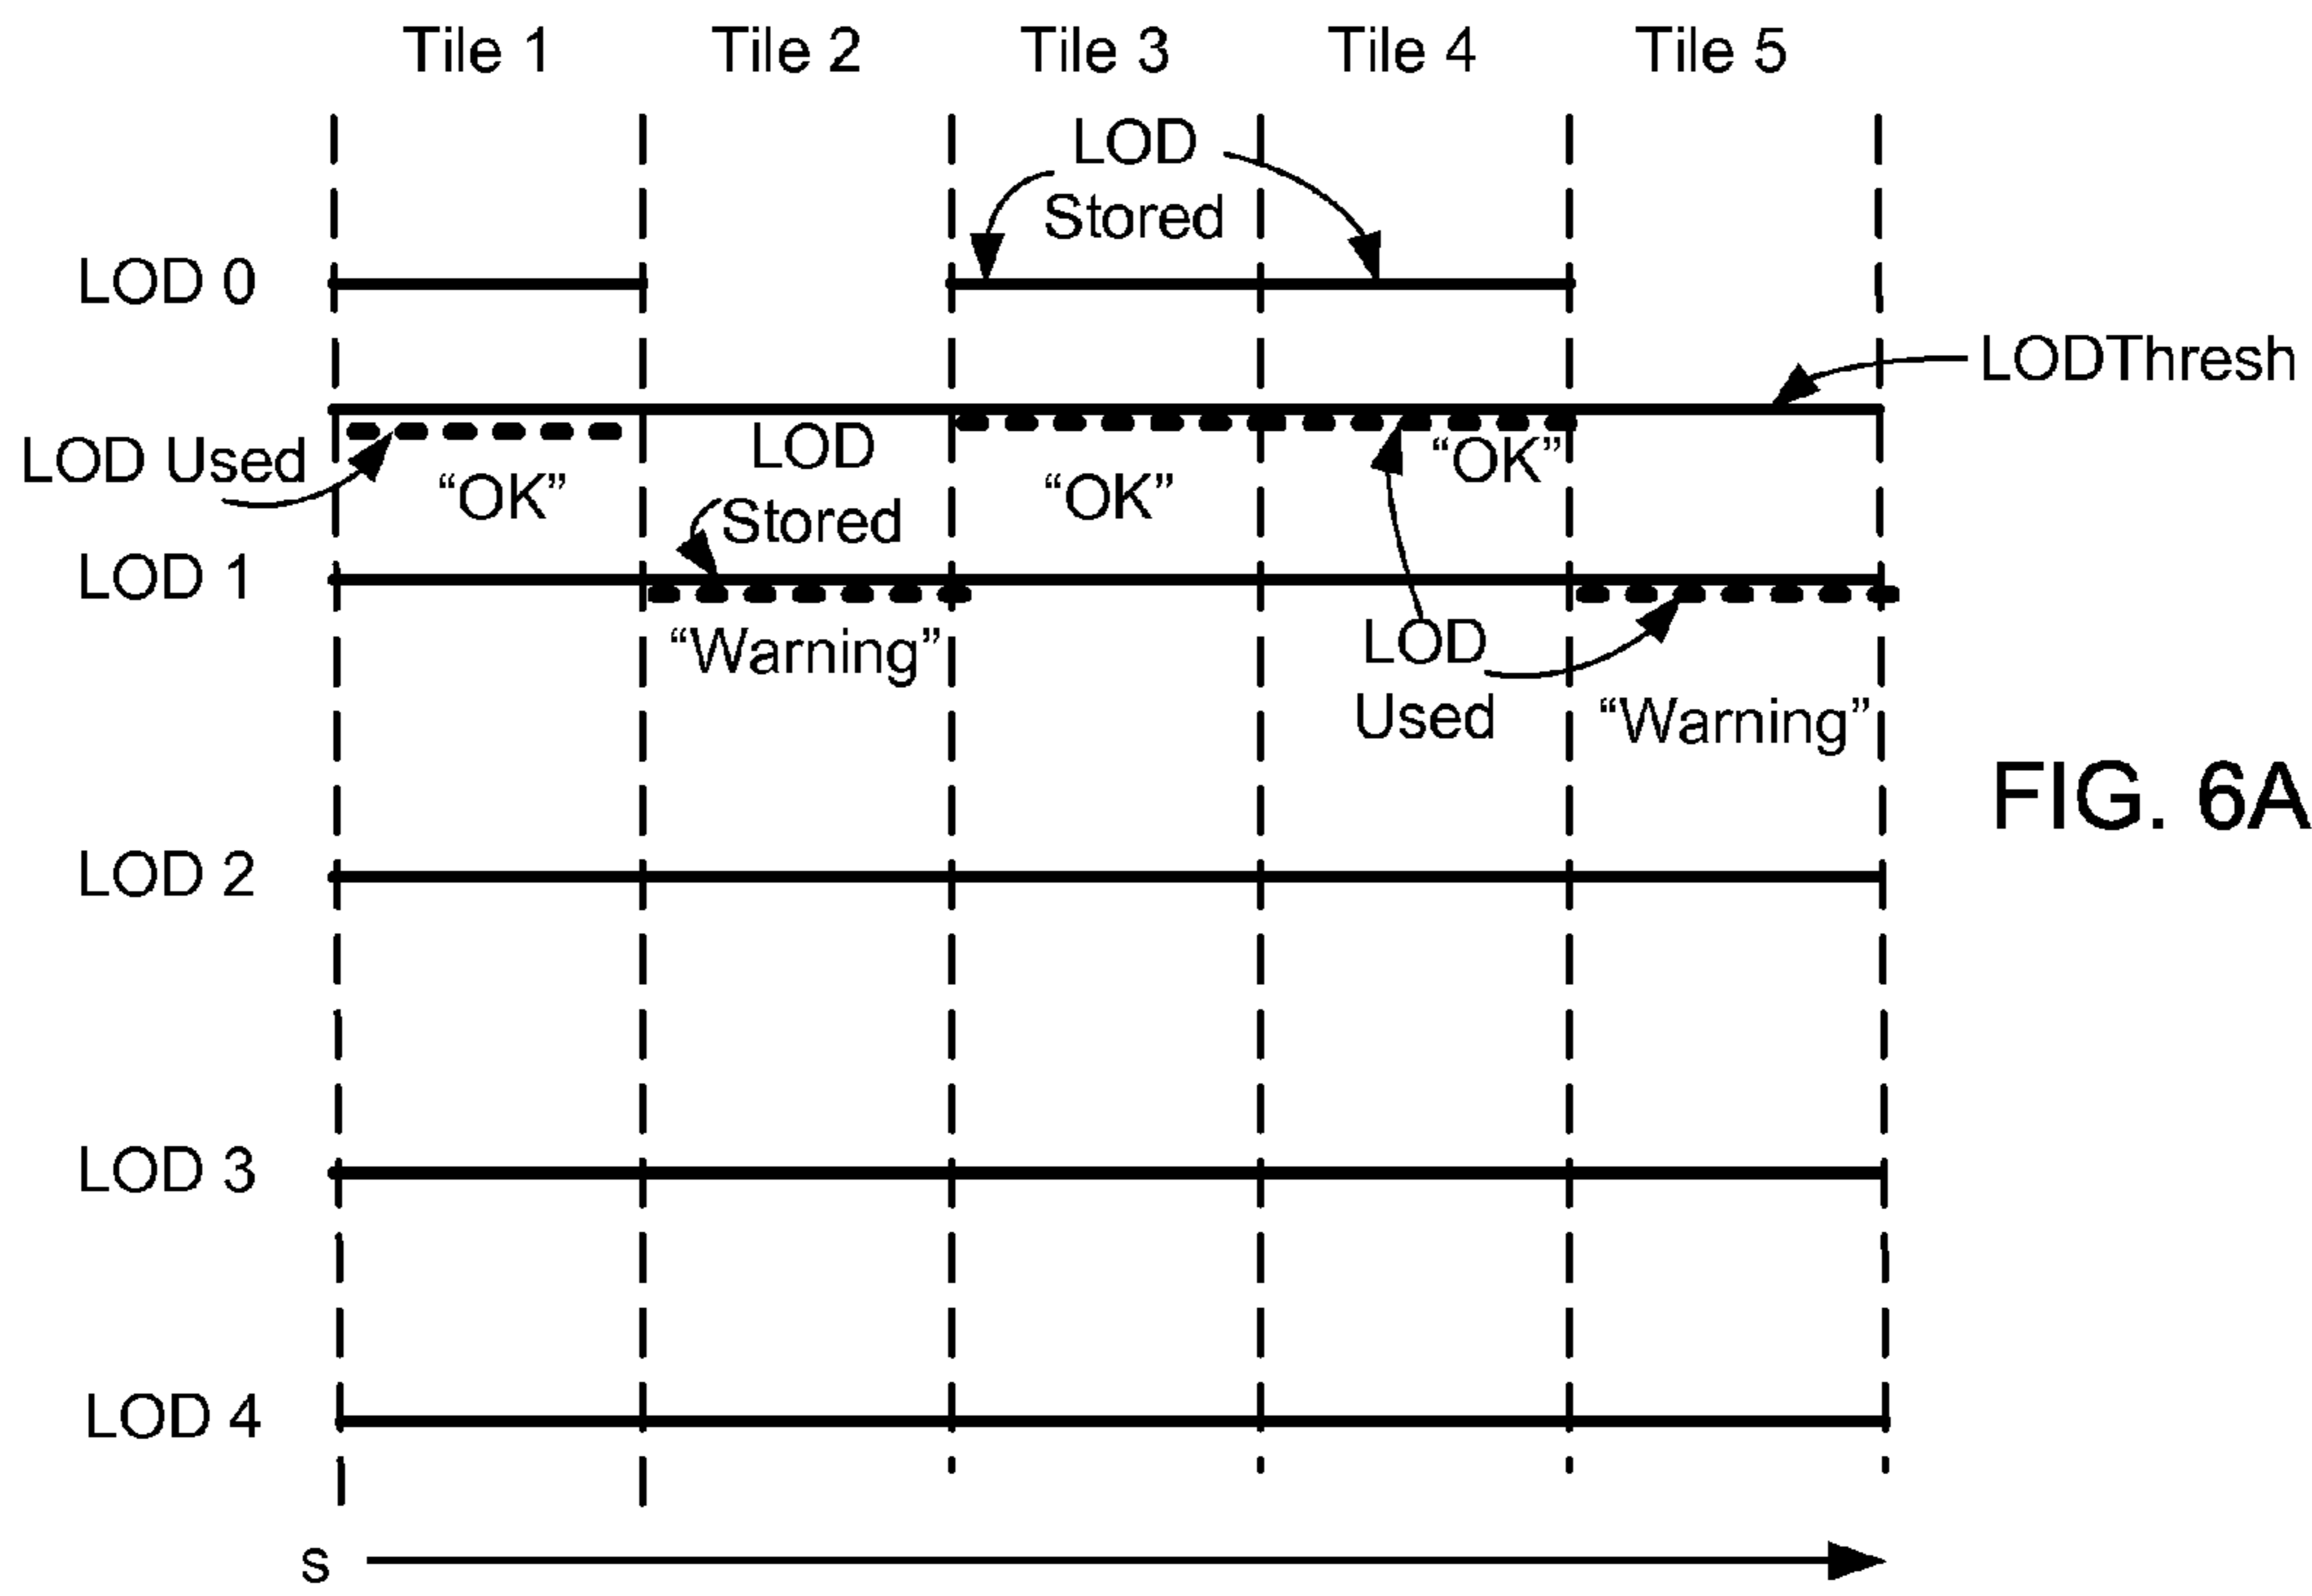 Tile 1 Tile 2 Tile 3 Tile 4 Tile 5
LOD
Stored
LOD 0
LODThresh
LOD Used
"OK"
LOD
Stored
"OK"
"OK"
LOD 1
"Warning"
LOD
Used
"Warning"
FIG. 6A
LOD 2
LOD 3
LOD 4
s